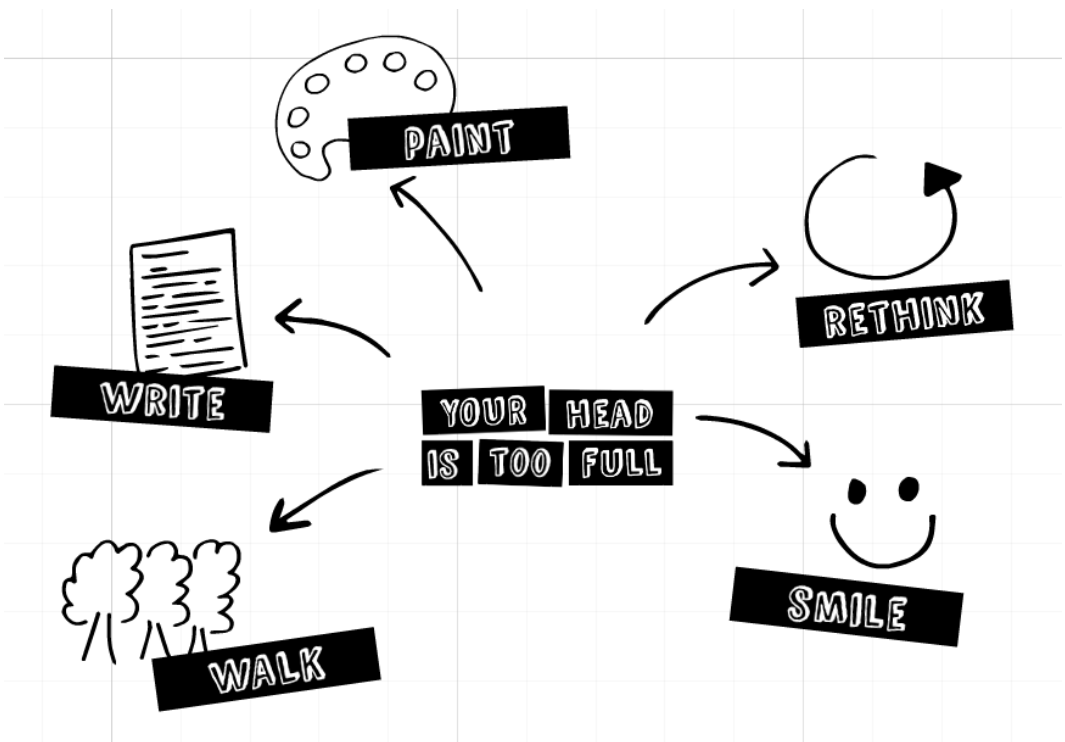 PAINT
RETHINK
WRITE
YOUR HEAD
IS TOO FULL
SMILE
WALK